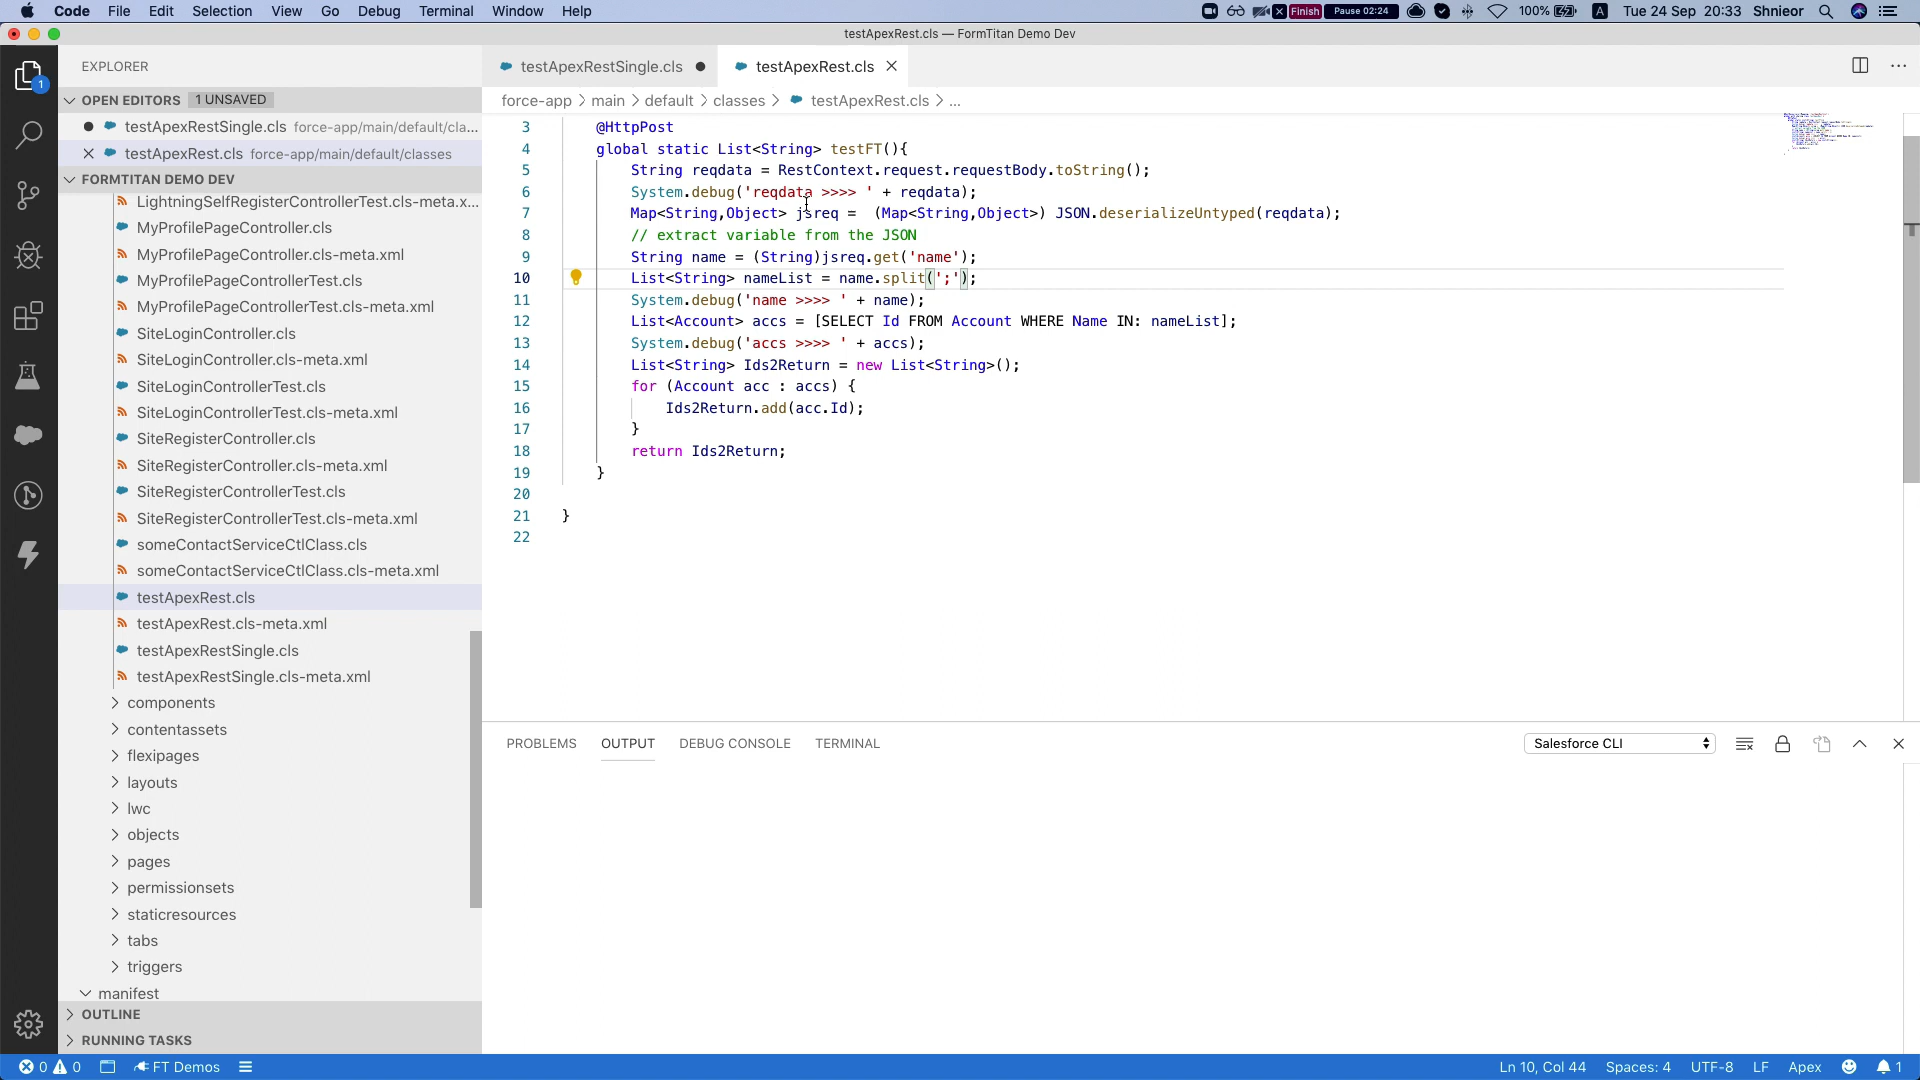 Code File Edit Selection View Go Debug Terminal Window Help Finish Pause 02:24 100% A Tue 24 Sep 20:33 Shnieor
testApexRest.cls — FormTitan Demo Dev
EXPLORER
OPEN EDITORS 1 UNSAVED
testApexRestSingle.cls force-app/main/default/cla...
testApexRest.cls force-app/main/default/classes
FORMTITAN DEMO DEV
LightningSelfRegisterControllerTest.cls-meta.x...
MyProfilePageController.cls
MyProfilePageController.cls-meta.xml
MyProfilePageControllerTest.cls
MyProfilePageControllerTest.cls-meta.xml
SiteLoginController.cls
SiteLoginController.cls-meta.xml
SiteLoginControllerTest.cls
SiteLoginControllerTest.cls-meta.xml
SiteRegisterController.cls
SiteRegisterController.cls-meta.xml
SiteRegisterControllerTest.cls
SiteRegisterControllerTest.cls-meta.xml
someContactServiceCtlClass.cls
someContactServiceCtlClass.cls-meta.xml
testApexRest.cls
testApexRest.cls-meta.xml
testApexRestSingle.cls
testApexRestSingle.cls-meta.xml
components
contentassets
flexipages
layouts
lwc
objects
pages
permissionsets
staticresources
tabs
triggers
manifest
OUTLINE
RUNNING TASKS
1
testApexRestSingle.cls testApexRest.cls
force-app > main > default > classes > testApexRest.cls > ...
3 @HttpPost
4 global static List<String> testFT(){
5 String reqdata = RestContext.request.requestBody.toString();
6 System.debug('reqdata >>>> ' + reqdata);
7 Map<String,Object> jsreq =  (Map<String,Object>) JSON.deserializeUntyped(reqdata);
8 // extract variable from the JSON
9 String name = (String)jsreq.get('name');
10 List<String> nameList = name.split(';');
11 System.debug('name >>>> ' + name);
12 List<Account> accs = [SELECT Id FROM Account WHERE Name IN: nameList];
13 System.debug('accs >>>> ' + accs);
14 List<String> Ids2Return = new List<String>();
15 for (Account acc : accs) {
16 Ids2Return.add(acc.Id);
17 }
18 return Ids2Return;
19 }
20
21 }
22
PROBLEMS OUTPUT DEBUG CONSOLE TERMINAL Salesforce CLI
0 0 FT Demos Ln 10, Col 44 Spaces: 4 UTF-8 LF Apex 1